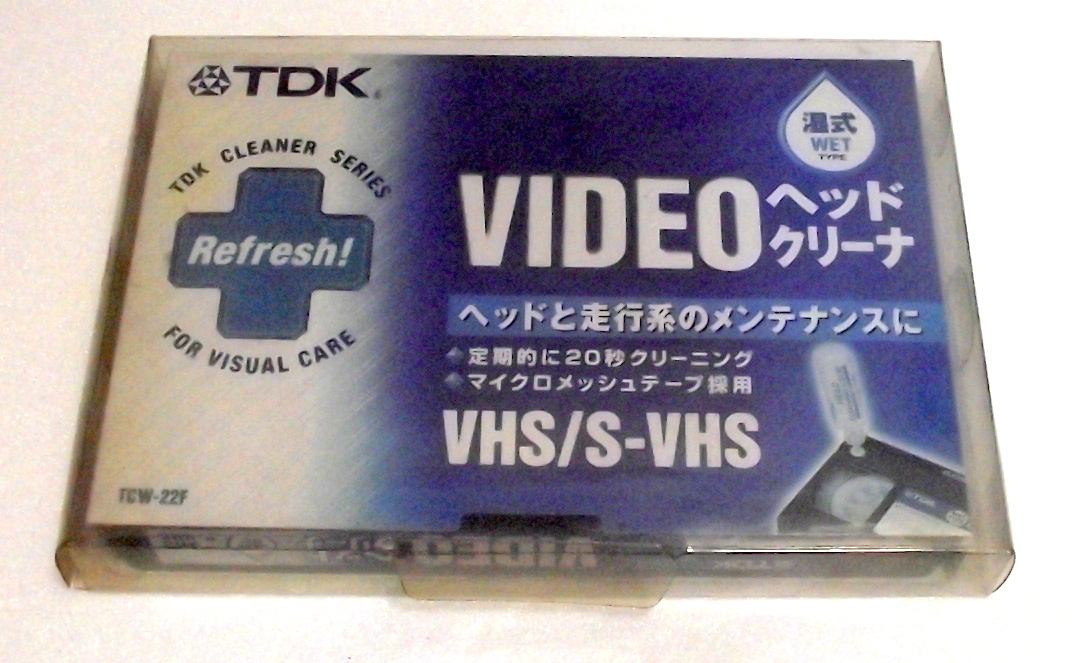 TDK
TDK CLEANER SERIES
Refresh!
FOR VISUAL CARE
TCW-22F
湿式
WET
TYPE
VIDEO
ヘッド
クリーナ
ヘッドと走行系のメンテナンスに
定期的に20秒クリーニング
マイクロメッシュテープ採用
VHS/S-VHS
VIDEO
TDK